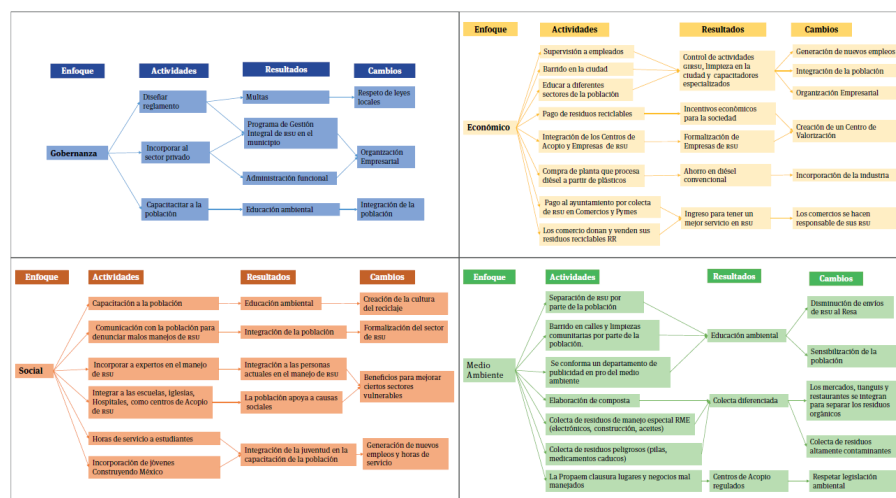 Enfoque
Actividades
Resultados
Cambios
Gobernanza
Diseñar
reglamento
Incorporar al
sector privado
Capacitacitar a la
población
Multas
Programa de Gestión
Integral de RSU en el
municipio
Administración funcional
Educación ambiental
Respeto de leyes
locales
Organización
Empresarial
Integración de la
población
Enfoque
Actividades
Resultados
Cambios
Económico
Supervisión a empleados
Barrido en la ciudad
Educar a diferentes
sectores de la población
Pago de residuos reciclables
Integración de los Centros de
Acopio y Empresas de RSU
Compra de planta que procesa
diésel a partir de plásticos
Pago al ayuntamiento por colecta
de RSU en Comercios y Pymes
Los comercio donan y venden sus
residuos reciclables RR
Control de actividades
GIRSU, limpieza en la
ciudad y capacitadores
especializados
Incentivos económicos
para la sociedad
Formalización de
Empresas de RSU
Ahorro en diésel
convencional
Ingreso para tener un
mejor servicio en RSU
Generación de nuevos empleos
Integración de la población
Organización Empresarial
Creación de un Centro de
Valorización
Incorporación de la industria
Los comercios se hacen
responsable de sus RSU
Enfoque
Actividades
Resultados
Cambios
Social
Capacitación a la población
Comunicación con la población para
denunciar malos manejos de RSU
Incorporar a expertos en el manejo
de RSU
Integrar a las escuelas, iglesias,
Hospitales, como centros de Acopio
de RSU
Horas de servicio a estudiantes
Incorporación de jóvenes
Construyendo México
Educación ambiental
Integración de la población
Integración a las personas
actuales en el manejo de RSU
La población apoya a causas
sociales
Integración de la juventud en la
capacitación de la población
Creación de la cultura
del reciclaje
Formalización del sector
de RSU
Beneficios para mejorar
ciertos sectores
vulnerables
Generación de nuevos
empleos y horas de
servicio
Enfoque
Actividades
Resultados
Cambios
Medio
Ambiente
Separación de RSU por
parte de la población
Barrido en calles y limpiezas
comunitarias por parte de la
población.
Se conforma un departamento de
publicidad en pro del medio
ambiente
Elaboración de composta
Colecta de residuos de manejo especial RME
(electrónicos, construcción, aceites)
Colecta de residuos peligrosos (pilas,
medicamentos caducos)
La Propaem clausura lugares y negocios mal
manejados
Educación ambiental
Colecta diferenciada
Centros de Acopio
regulados
Disminución de envíos
de RSU al Resa
Sensibilización de la
población
Los mercados, tianguis y
restaurantes se integran
para separar los residuos
orgánicos
Colecta de residuos
altamente contaminantes
Respetar legislación
ambiental